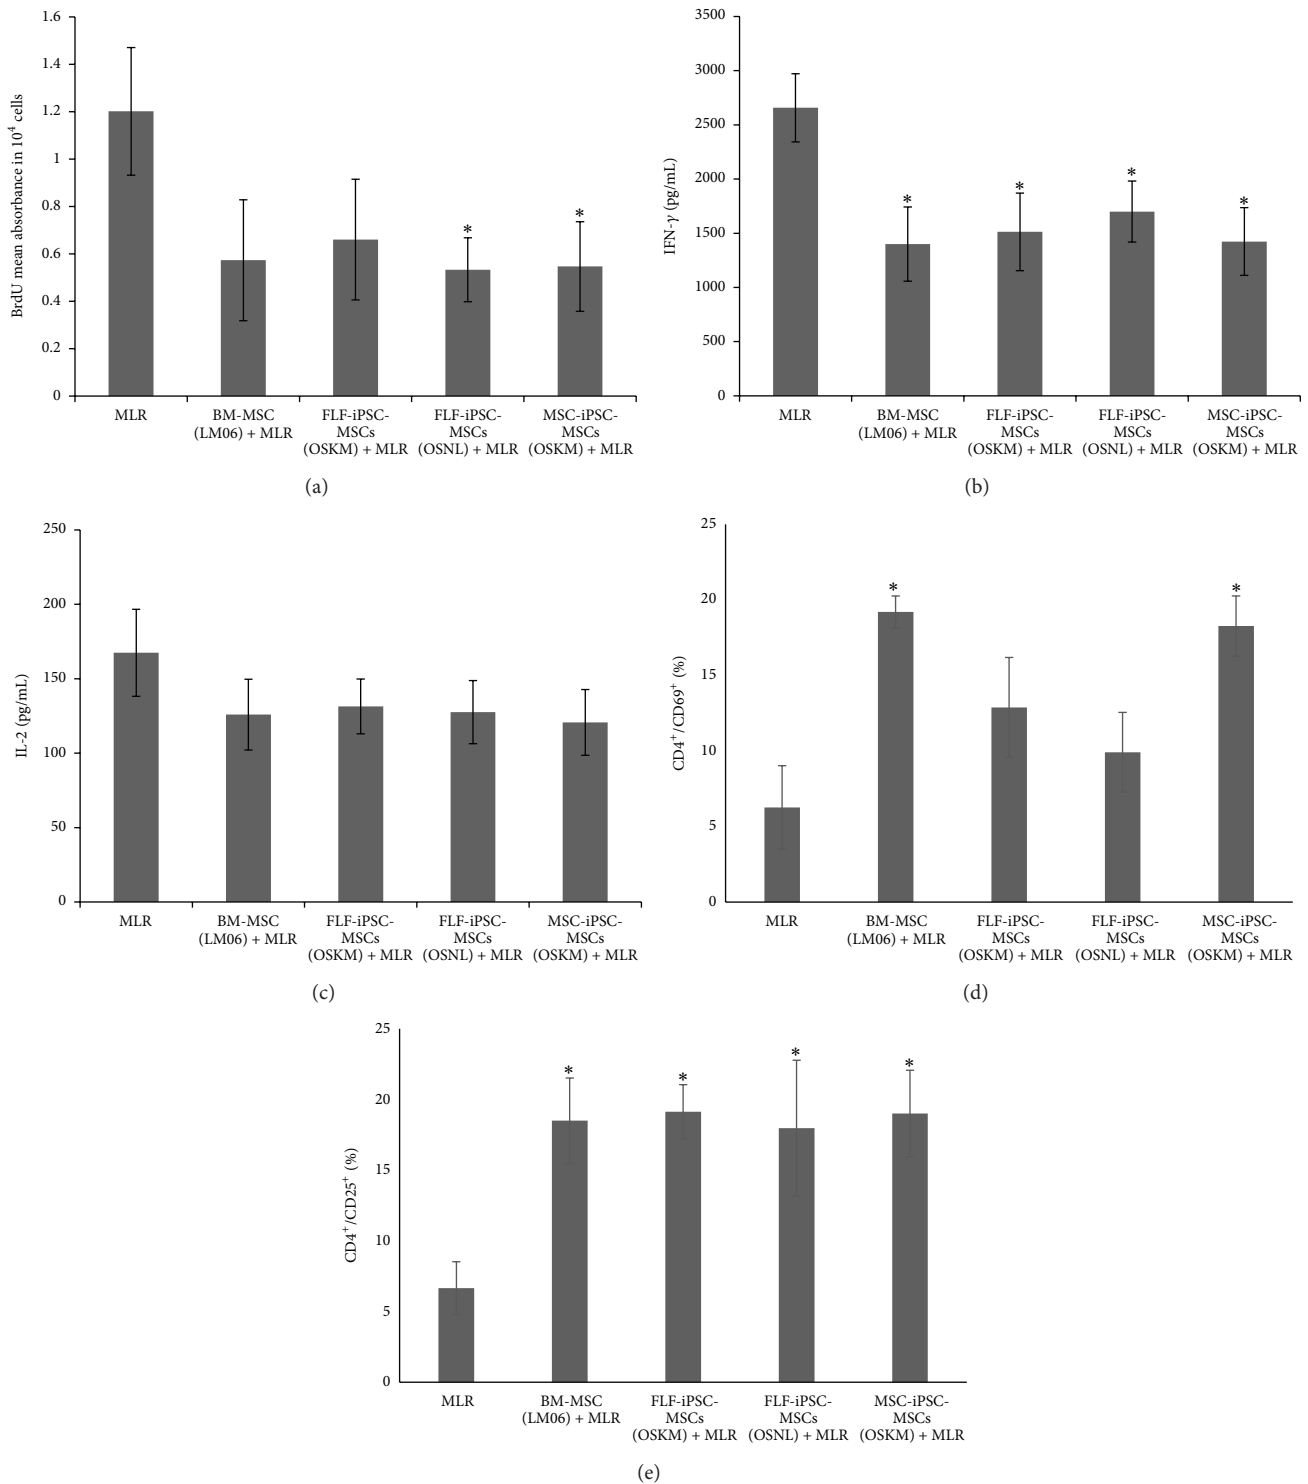 1.6
1.4
1.2
1
0.8
0.6
0.4
0.2
0
BrdU mean absorbance in 10⁴ cells
*
*
MLR
BM-MSC
(LM06) + MLR
FLF-iPSC-
MSCs
(OSKM) + MLR
FLF-iPSC-
MSCs
(OSNL) + MLR
MSC-iPSC-
MSCs
(OSKM) + MLR
(a)
3500
3000
2500
2000
1500
1000
500
0
IFN-γ (pg/mL)
*
*
*
*
MLR
BM-MSC
(LM06) + MLR
FLF-iPSC-
MSCs
(OSKM) + MLR
FLF-iPSC-
MSCs
(OSNL) + MLR
MSC-iPSC-
MSCs
(OSKM) + MLR
(b)
250
200
150
100
50
0
IL-2 (pg/mL)
MLR
BM-MSC
(LM06) + MLR
FLF-iPSC-
MSCs
(OSKM) + MLR
FLF-iPSC-
MSCs
(OSNL) + MLR
MSC-iPSC-
MSCs
(OSKM) + MLR
(c)
25
20
15
10
5
0
CD4⁺/CD69⁺ (%)
*
*
MLR
BM-MSC
(LM06) + MLR
FLF-iPSC-
MSCs
(OSKM) + MLR
FLF-iPSC-
MSCs
(OSNL) + MLR
MSC-iPSC-
MSCs
(OSKM) + MLR
(d)
25
20
15
10
5
0
CD4⁺/CD25⁺ (%)
*
*
*
*
MLR
BM-MSC
(LM06) + MLR
FLF-iPSC-
MSCs
(OSKM) + MLR
FLF-iPSC-
MSCs
(OSNL) + MLR
MSC-iPSC-
MSCs
(OSKM) + MLR
(e)